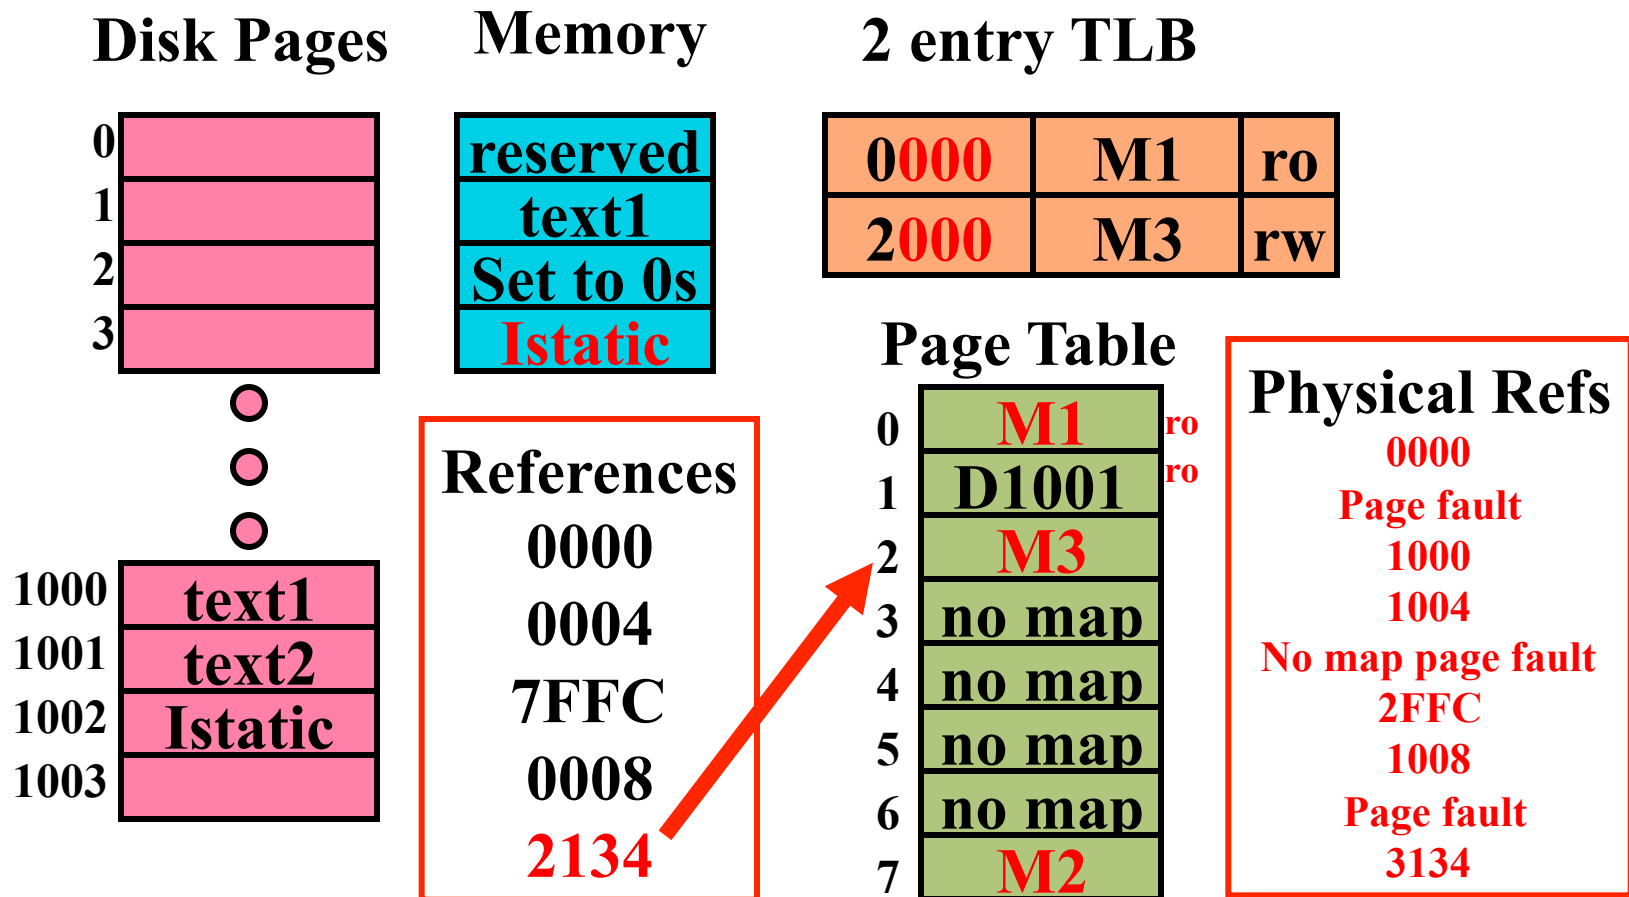 Disk Pages
0
1
2
3
1000 text1
1001 text2
1002 Istatic
1003
Memory
reserved
text1
Set to 0s
Istatic
References
0000
0004
7FFC
0008
2134
2 entry TLB
0000 M1 ro
2000 M3 rw
Page Table
0 M1 ro
1 D1001 ro
2 M3
3 no map
4 no map
5 no map
6 no map
7 M2
Physical Refs
0000
Page fault
1000
1004
No map page fault
2FFC
1008
Page fault
3134